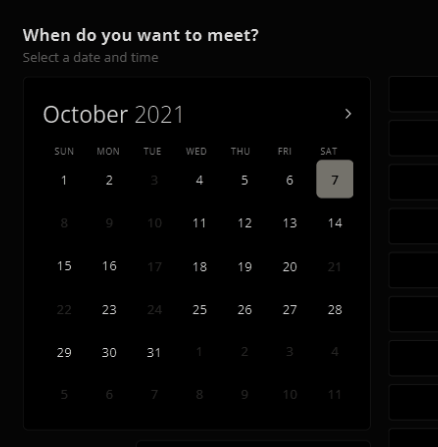 When do you want to meet?
Select a date and time
October 2021
SUN MON TUE WED THU FRI SAT
1 2 3 4 5 6 7
8 9 10 11 12 13 14
15 16 17 18 19 20 21
22 23 24 25 26 27 28
29 30 31 1 2 3 4
5 6 7 8 9 10 11